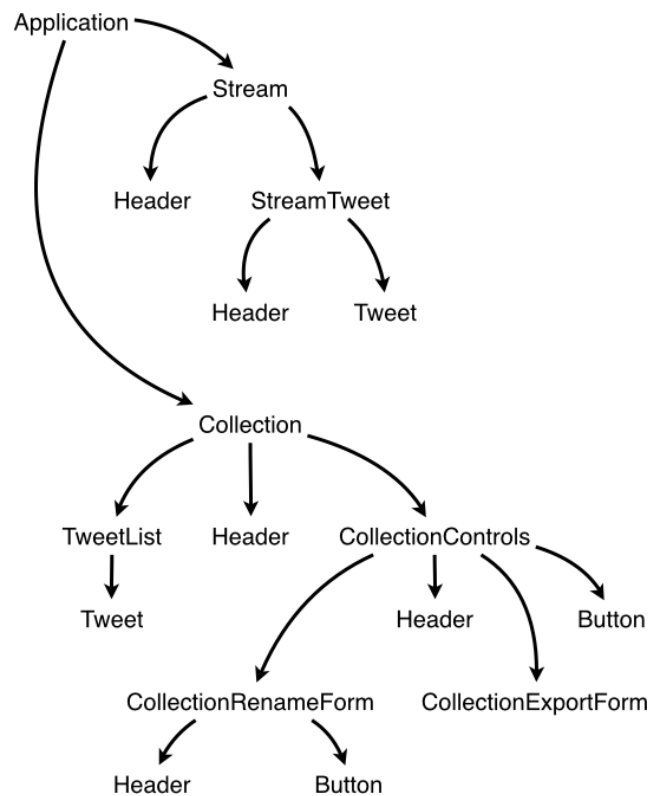 Application
Stream
Header
StreamTweet
Header
Tweet
Collection
TweetList
Header
CollectionControls
Tweet
Header
Button
CollectionRenameForm
CollectionExportForm
Header
Button